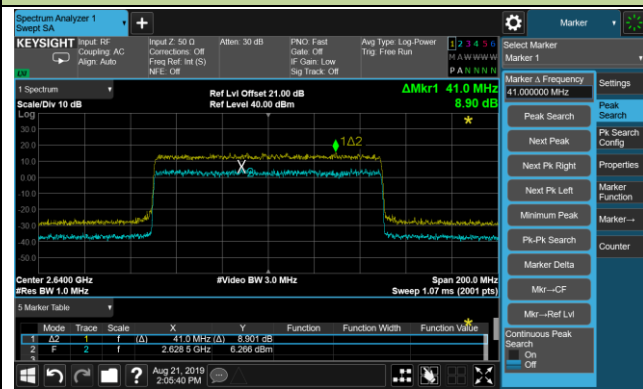 Spectrum Analyzer 1
Swept SA
Marker
KEYSIGHT Input: RF
Coupling: AC
Align: Auto
Input Z: 50 Ω
Corrections: Off
Freq Ref: Int (S)
NFE: Off
Atten: 30 dB
PNO: Fast
Gate: Off
IF Gain: Low
Sig Track: Off
Avg Type: Log-Power
Trig: Free Run
1 2 3 4 5 6
M A W W W W
P A N N N N
LXI
Select Marker
Marker 1
1 Spectrum
Scale/Div 10 dB
Log
Ref Lvl Offset 21.00 dB
Ref Level 40.00 dBm
ΔMkr1 41.0 MHz
8.90 dB
30.0
20.0
10.0
0.00
-10.0
-20.0
-30.0
-40.0
-50.0
1Δ2
X2
Center 2.6400 GHz
#Res BW 1.0 MHz
#Video BW 3.0 MHz
Span 200.0 MHz
Sweep 1.07 ms (2001 pts)
5 Marker Table
Mode Trace Scale X Y Function Function Width Function Value
1 Δ2 1 f (Δ) 41.0 MHz (Δ) 8.901 dB
2 F 2 f 2.628 5 GHz 6.266 dBm
3
Marker Δ Frequency
41.000000 MHz
Peak Search
Next Peak
Next Pk Right
Next Pk Left
Minimum Peak
Pk-Pk Search
Marker Delta
Mkr→CF
Mkr→Ref Lvl
Continuous Peak
Search
On
Off
Settings
Peak
Search
Pk Search
Config
Properties
Marker
Function
Marker→
Counter
Aug 21, 2019
2:05:40 PM